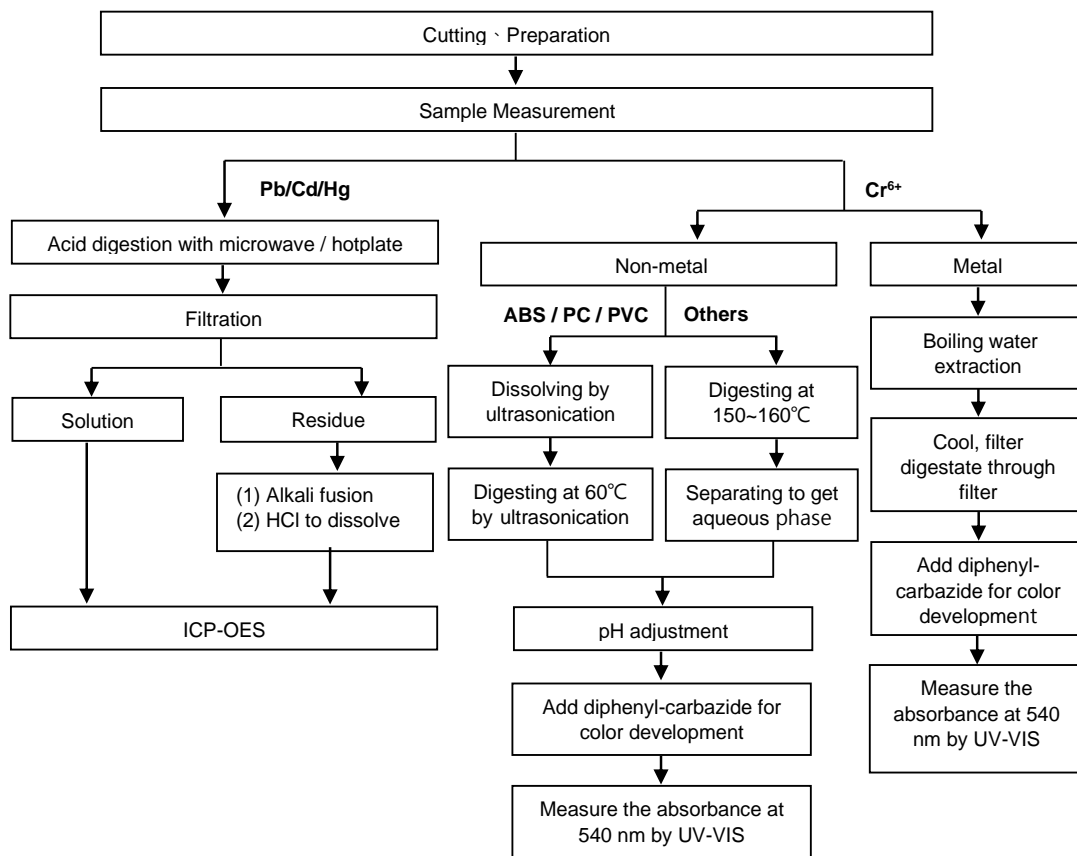 Cutting、Preparation
Sample Measurement
Pb/Cd/Hg
Cr⁶⁺
Acid digestion with microwave / hotplate
Filtration
Solution
Residue
(1) Alkali fusion
(2) HCl to dissolve
ICP-OES
Non-metal
ABS / PC / PVC
Others
Dissolving by
ultrasonication
Digesting at 60℃
by ultrasonication
Digesting at
150~160℃
Separating to get
aqueous phase
pH adjustment
Add diphenyl-carbazide for
color development
Measure the absorbance at
540 nm by UV-VIS
Metal
Boiling water
extraction
Cool, filter
digestate through
filter
Add diphenyl-
carbazide for color
development
Measure the
absorbance at 540
nm by UV-VIS